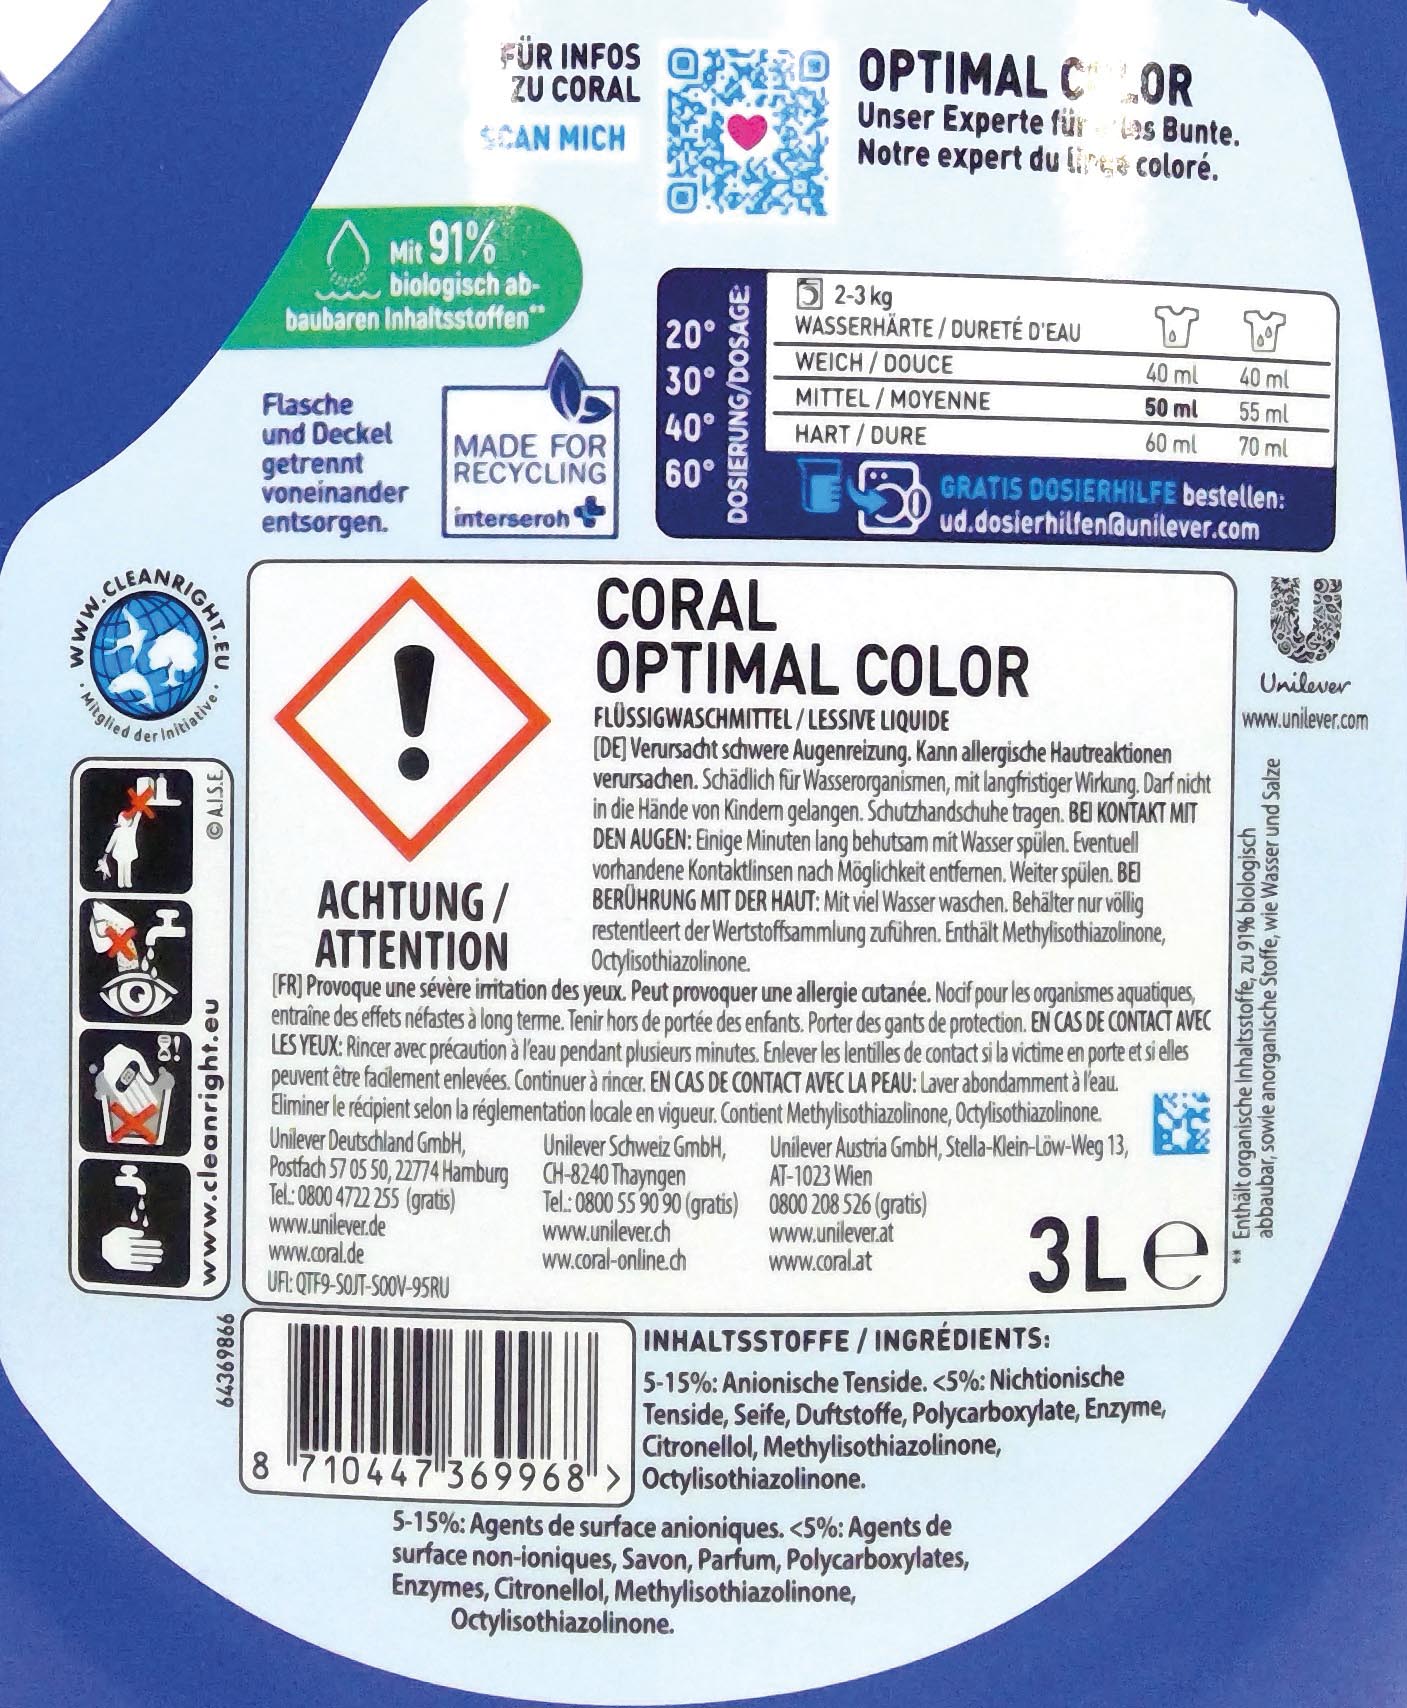 FÜR INFOS
ZU CORAL
SCAN MICH
OPTIMAL COLOR
Unser Experte für alles Bunte.
Notre expert du linge coloré.
Mit 91%
biologisch ab-
baubaren Inhaltsstoffen**
Flasche
und Deckel
getrennt
voneinander
entsorgen.
MADE FOR
RECYCLING
interseroh+
20°
30°
40°
60°
DOSIERUNG/DOSAGE:
2-3 kg
WASSERHÄRTE / DURETÉ D'EAU
WEICH / DOUCE 40 ml 40 ml
MITTEL / MOYENNE 50 ml 55 ml
HART / DURE 60 ml 70 ml
GRATIS DOSIERHILFE bestellen:
ud.dosierhilfen@unilever.com
WWW.CLEANRIGHT.EU
· Mitglied der Initiative ·
© A.I.S.E.
www.cleanright.eu
ACHTUNG /
ATTENTION
CORAL
OPTIMAL COLOR
FLÜSSIGWASCHMITTEL / LESSIVE LIQUIDE
[DE] Verursacht schwere Augenreizung. Kann allergische Hautreaktionen
verursachen. Schädlich für Wasserorganismen, mit langfristiger Wirkung. Darf nicht
in die Hände von Kindern gelangen. Schutzhandschuhe tragen. BEI KONTAKT MIT
DEN AUGEN: Einige Minuten lang behutsam mit Wasser spülen. Eventuell
vorhandene Kontaktlinsen nach Möglichkeit entfernen. Weiter spülen. BEI
BERÜHRUNG MIT DER HAUT: Mit viel Wasser waschen. Behälter nur völlig
restentleert der Wertstoffsammlung zuführen. Enthält Methylisothiazolinone,
Octylisothiazolinone.
[FR] Provoque une sévère irritation des yeux. Peut provoquer une allergie cutanée. Nocif pour les organismes aquatiques,
entraîne des effets néfastes à long terme. Tenir hors de portée des enfants. Porter des gants de protection. EN CAS DE CONTACT AVEC
LES YEUX: Rincer avec précaution à l'eau pendant plusieurs minutes. Enlever les lentilles de contact si la victime en porte et si elles
peuvent être facilement enlevées. Continuer à rincer. EN CAS DE CONTACT AVEC LA PEAU: Laver abondamment à l'eau.
Eliminer le récipient selon la réglementation locale en vigueur. Contient Methylisothiazolinone, Octylisothiazolinone.
Unilever Deutschland GmbH,
Postfach 57 05 50, 22774 Hamburg
Tel.: 0800 4722 255 (gratis)
www.unilever.de
www.coral.de
UFI: QTF9-S0JT-S00V-95RU
Unilever Schweiz GmbH,
CH-8240 Thayngen
Tel.: 0800 55 90 90 (gratis)
www.unilever.ch
ww.coral-online.ch
Unilever Austria GmbH, Stella-Klein-Löw-Weg 13,
AT-1023 Wien
0800 208 526 (gratis)
www.unilever.at
www.coral.at
3L e
Unilever
www.unilever.com
** Enthält organische Inhaltsstoffe, zu 91% biologisch
abbaubar, sowie anorganische Stoffe, wie Wasser und Salze
64369866
8 710447 369968 >
INHALTSSTOFFE / INGRÉDIENTS:
5-15%: Anionische Tenside. <5%: Nichtionische
Tenside, Seife, Duftstoffe, Polycarboxylate, Enzyme,
Citronellol, Methylisothiazolinone,
Octylisothiazolinone.
5-15%: Agents de surface anioniques. <5%: Agents de
surface non-ioniques, Savon, Parfum, Polycarboxylates,
Enzymes, Citronellol, Methylisothiazolinone,
Octylisothiazolinone.